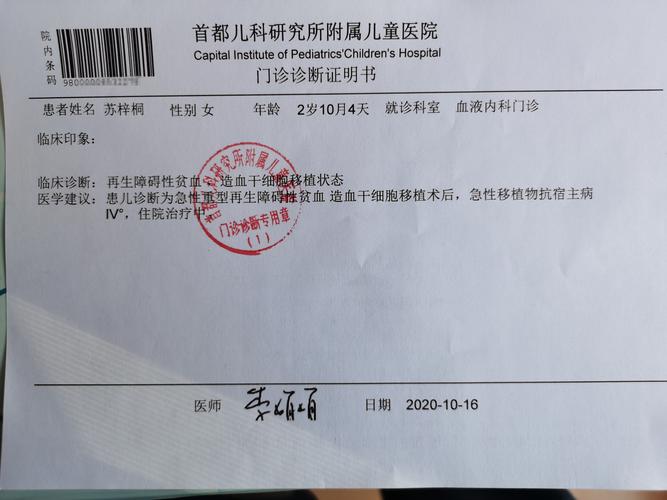 院内条码
首都儿科研究所附属儿童医院
Capital Institute of Pediatrics'Children's Hospital
门诊诊断证明书
患者姓名 苏梓桐 性别 女 年龄 2岁10月4天 就诊科室 血液内科门诊
临床印象：
临床诊断： 再生障碍性贫血 造血干细胞移植状态
医学建议： 患儿诊断为急性重型再生障碍性贫血 造血干细胞移植术后，急性移植物抗宿主病
IV°，住院治疗中。
首都儿科研究所附属儿童医院
门诊诊断专用章
(1)
医师 日期 2020-10-16